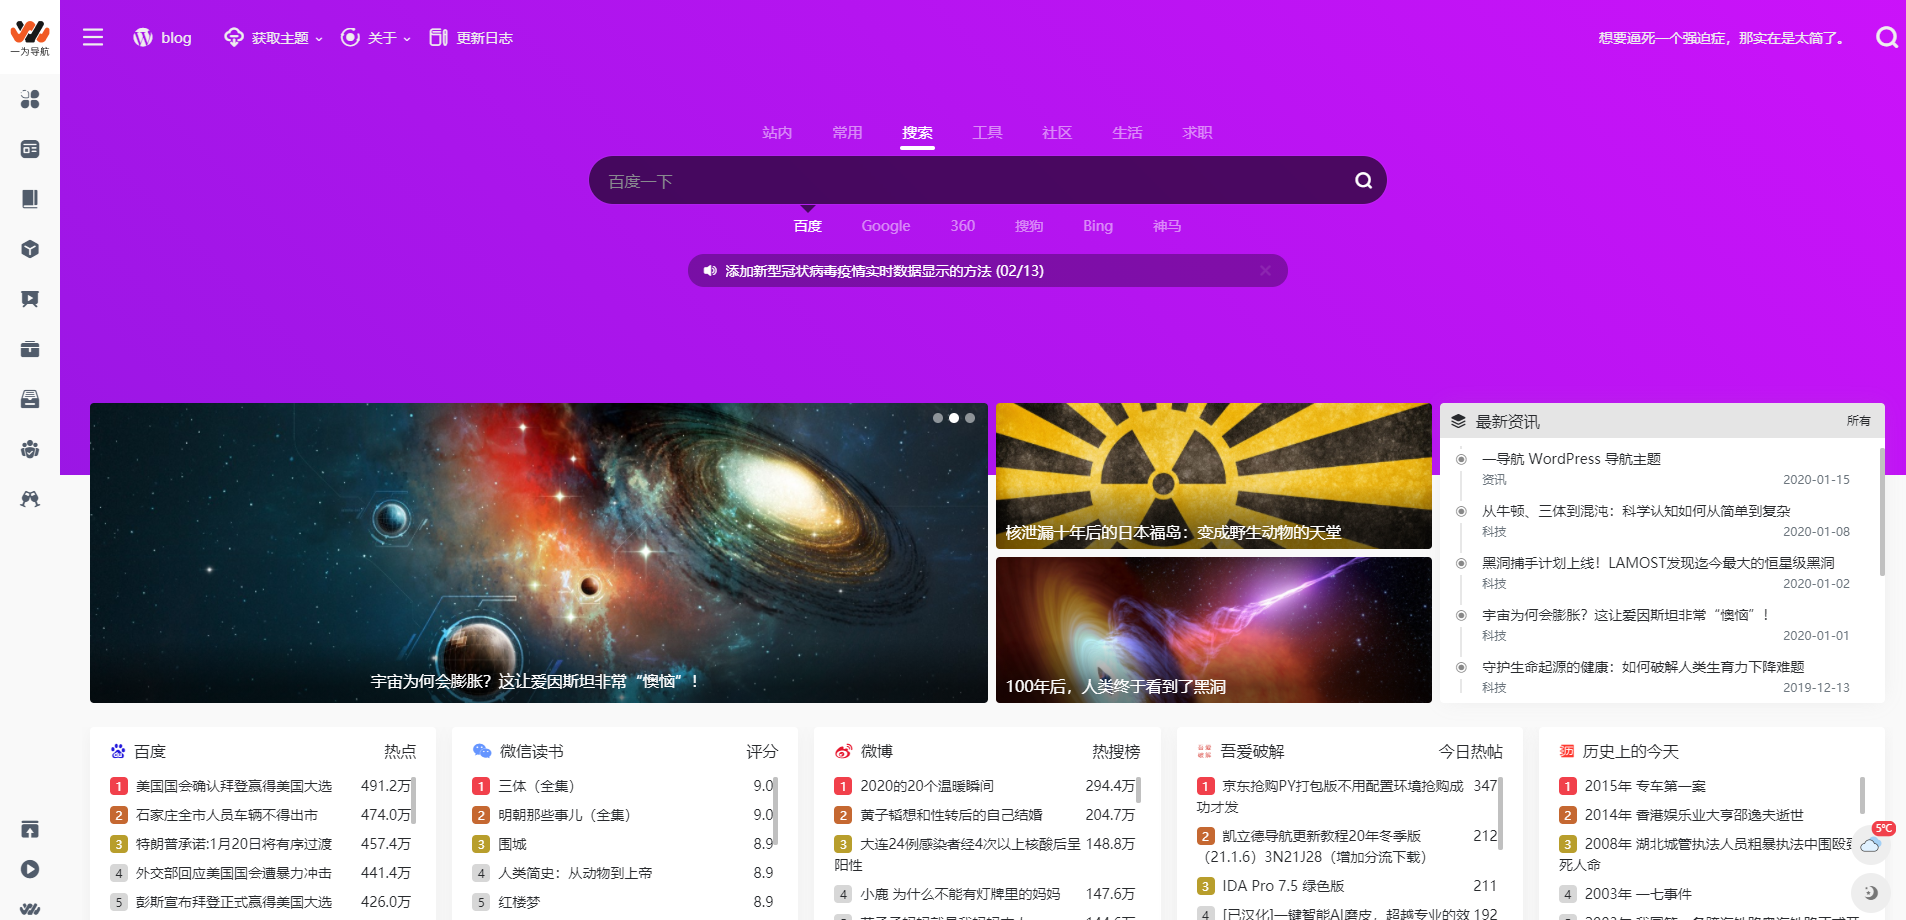 一为导航
blog
获取主题
关于
更新日志
想要逼死一个强迫症，那实在是太简了。
站内
常用
搜索
工具
社区
生活
求职
百度一下
百度
Google
360
搜狗
Bing
神马
添加新型冠状病毒疫情实时数据显示的方法 (02/13)
宇宙为何会膨胀？这让爱因斯坦非常“懊恼”！
核泄漏十年后的日本福岛：变成野生动物的天堂
100年后，人类终于看到了黑洞
最新资讯
所有
一导航 WordPress 导航主题
资讯 2020-01-15
从牛顿、三体到混沌：科学认知如何从简单到复杂
科技 2020-01-08
黑洞捕手计划上线！LAMOST发现迄今最大的恒星级黑洞
科技 2020-01-02
宇宙为何会膨胀？这让爱因斯坦非常“懊恼”！
科技 2020-01-01
守护生命起源的健康：如何破解人类生育力下降难题
科技 2019-12-13
百度 热点
1 美国国会确认拜登赢得美国大选 491.2万
2 石家庄全市人员车辆不得出市 474.0万
3 特朗普承诺:1月20日将有序过渡 457.4万
4 外交部回应美国国会遭暴力冲击 441.4万
5 彭斯宣布拜登正式赢得美国大选 426.0万
微信读书 评分
1 三体（全集） 9.0
2 明朝那些事儿（全集） 9.0
3 围城 8.9
4 人类简史：从动物到上帝 8.9
5 红楼梦 8.9
微博 热搜榜
1 2020的20个温暖瞬间 294.4万
2 黄子韬想和性转后的自己结婚 204.7万
3 大连24例感染者经4次以上核酸后呈 148.8万
阳性
4 小鹿 为什么不能有灯牌里的妈妈 147.6万
吾爱破解 今日热帖
1 京东抢购PY打包版不用配置环境抢购成 347
功才发
2 凯立德导航更新教程20年冬季版 212
（21.1.6）3N21J28（增加分流下载）
3 IDA Pro 7.5 绿色版 211
4 [已汉化]一键智能AI磨皮，超越专业的效 192
历史上的今天
1 2015年 专车第一案
2 2014年 香港娱乐业大亨邵逸夫逝世
3 2008年 湖北城管执法人员粗暴执法中围殴至
死人命
4 2003年 一七事件
5℃